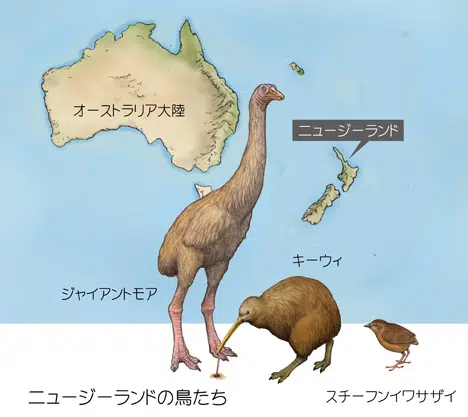 オーストラリア大陸
ニュージーランド
キーウィ
ジャイアントモア
ニュージーランドの鳥たち
スチーフンイワサザイ